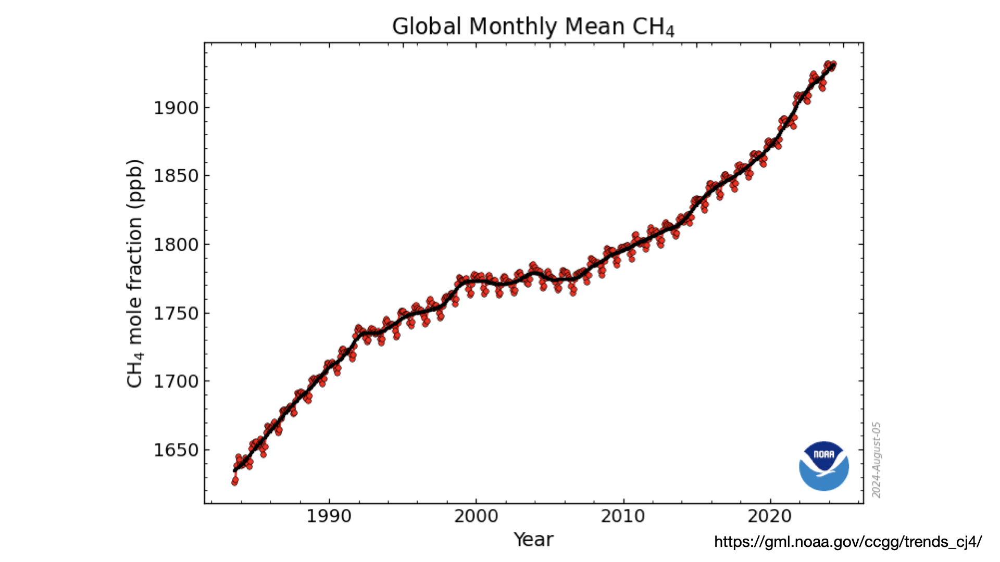 Global Monthly Mean CH₄
CH₄ mole fraction (ppb)
1900
1850
1800
1750
1700
1650
1990 2000 2010 2020
Year
NOAA
2024-August-05
https://gml.noaa.gov/ccgg/trends_cj4/